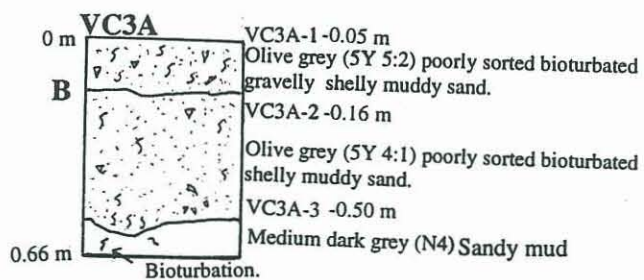 VC3A
0 m
VC3A-1 -0.05 m
Olive grey (5Y 5:2) poorly sorted bioturbated
gravelly shelly muddy sand.
B
VC3A-2 -0.16 m
Olive grey (5Y 4:1) poorly sorted bioturbated
shelly muddy sand.
VC3A-3 -0.50 m
Medium dark grey (N4) Sandy mud
0.66 m
Bioturbation.